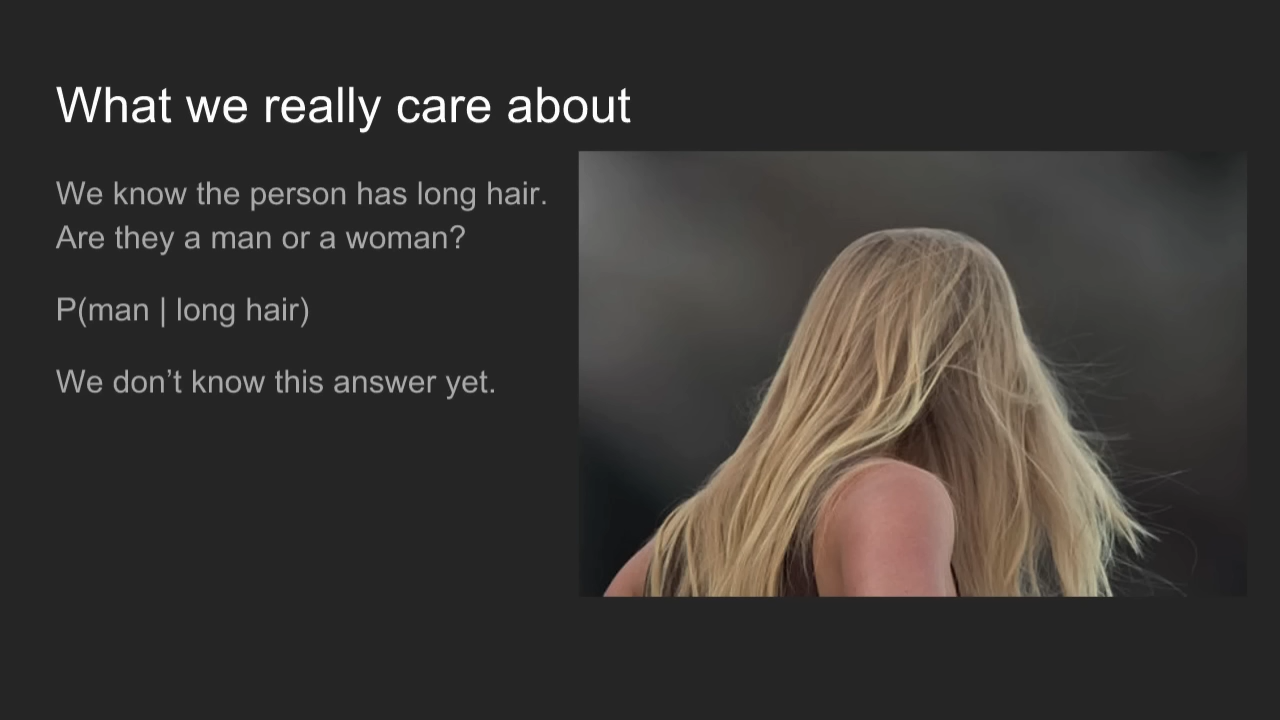 What we really care about
We know the person has long hair.
Are they a man or a woman?
P(man | long hair)
We don’t know this answer yet.